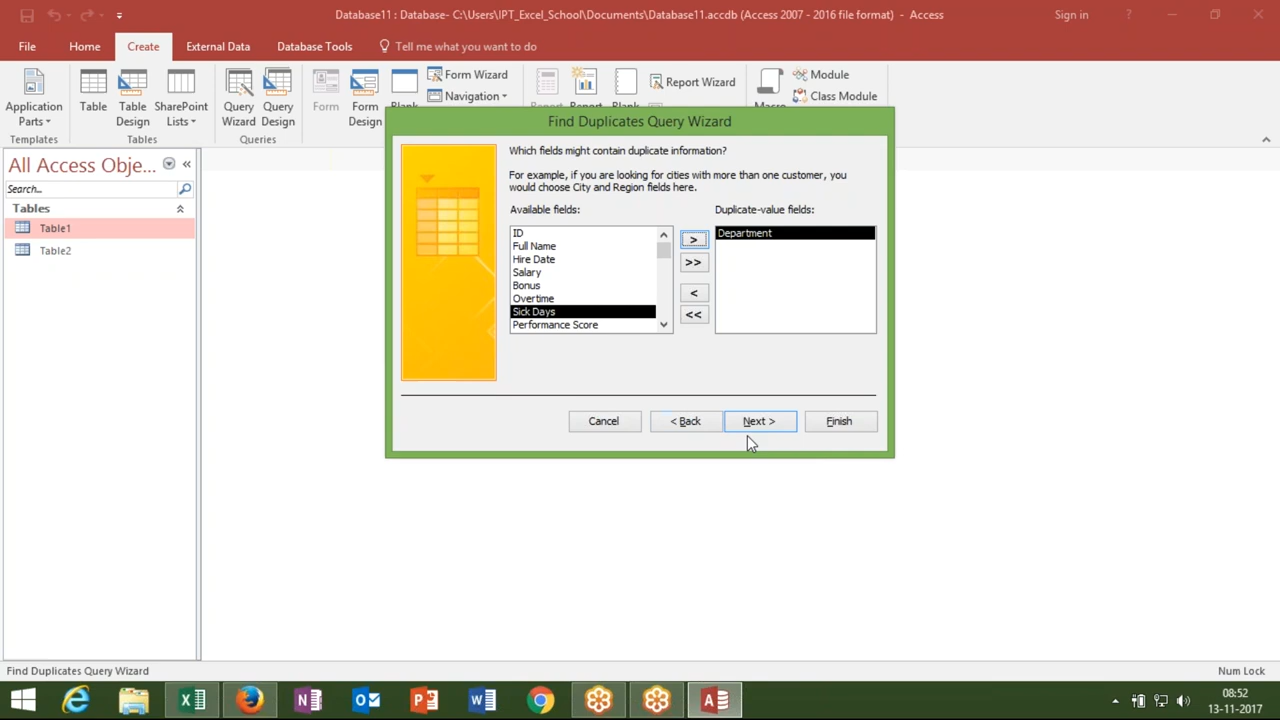 Database11 : Database- C:\Users\IPT_Excel_School\Documents\Database11.accdb (Access 2007 - 2016 file format) - Access
Sign in
?
File
Home
Create
External Data
Database Tools
Tell me what you want to do
Application Parts
Table
Table Design
SharePoint Lists
Query Wizard
Query Design
Form
Form Design
Blank
Form Wizard
Navigation
Report
Report
Blank
Report Wizard
Macro
Module
Class Module
Templates
Tables
Queries
All Access Obje...
Search...
Tables
Table1
Table2
Find Duplicates Query Wizard
Which fields might contain duplicate information?
For example, if you are looking for cities with more than one customer, you
would choose City and Region fields here.
Available fields:
Duplicate-value fields:
ID
Full Name
Hire Date
Salary
Bonus
Overtime
Sick Days
Performance Score
>
>>
<
<<
Department
Cancel
< Back
Next >
Finish
Find Duplicates Query Wizard
Num Lock
08:52
13-11-2017